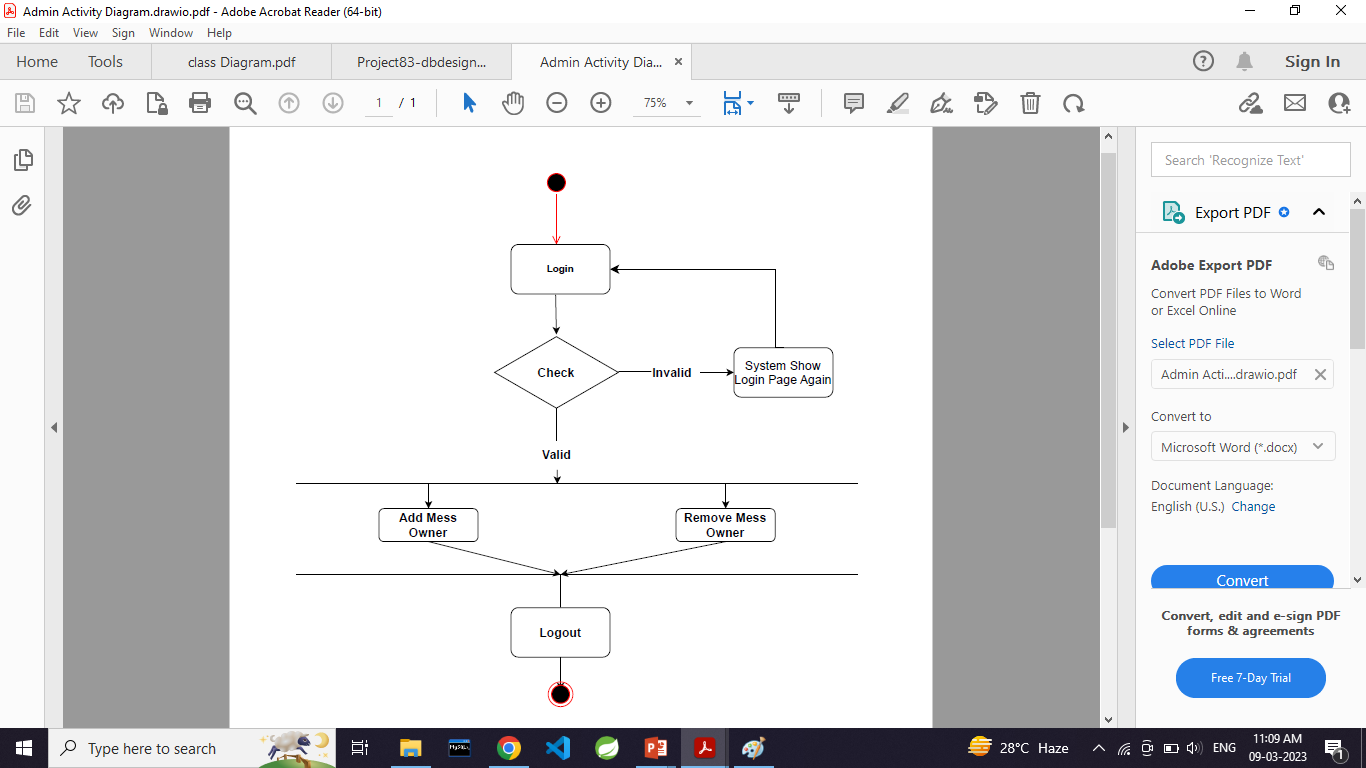 Admin Activity Diagram.drawio.pdf - Adobe Acrobat Reader (64-bit)
File Edit View Sign Window Help
Home Tools class Diagram.pdf Project83-dbdesign... Admin Activity Dia... × Sign In
1 / 1 75%
Login
Check
Invalid
System Show
Login Page Again
Valid
Add Mess
Owner
Remove Mess
Owner
Logout
Search 'Recognize Text'
Export PDF
Adobe Export PDF
Convert PDF Files to Word
or Excel Online
Select PDF File
Admin Acti....drawio.pdf
Convert to
Microsoft Word (*.docx)
Document Language:
English (U.S.) Change
Convert
Convert, edit and e-sign PDF
forms & agreements
Free 7-Day Trial
Type here to search
MySQL
28°C Haze
ENG
11:09 AM
09-03-2023
1